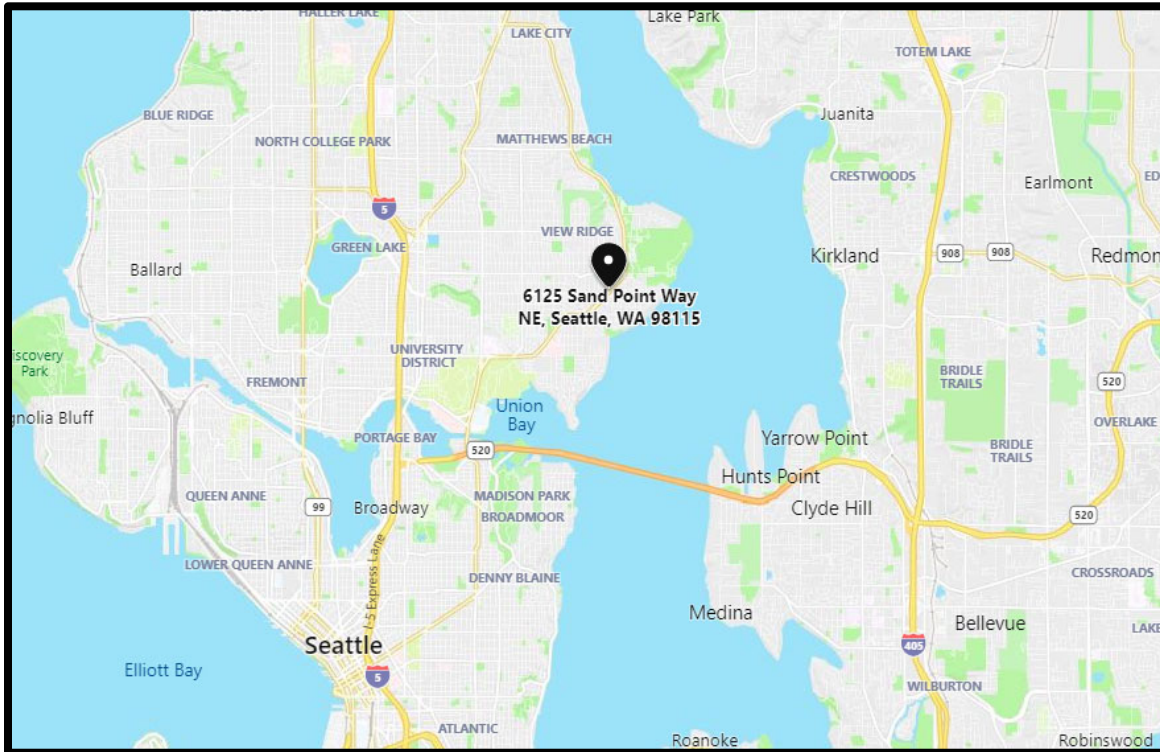 HALLER LAKE
Lake Park
LAKE CITY
TOTEM LAKE
BLUE RIDGE
Juanita
NORTH COLLEGE PARK
MATTHEWS BEACH
CRESTWOODS
Earlmont
ED
5
VIEW RIDGE
GREEN LAKE
Kirkland
908
908
Redmon
Ballard
6125 Sand Point Way
NE, Seattle, WA 98115
UNIVERSITY
DISTRICT
iscovery
Park
FREMONT
BRIDLE
TRAILS
520
Union
Bay
gnolia Bluff
OVERLAKE
PORTAGE BAY
520
Yarrow Point
BRIDLE
TRAILS
Hunts Point
QUEEN ANNE
99
Broadway
MADISON PARK
BROADMOOR
Clyde Hill
520
I-5 Express Lane
LOWER QUEEN ANNE
DENNY BLAINE
CROSSROADS
Medina
Bellevue
LAKE
Seattle
405
Elliott Bay
5
WILBURTON
ATLANTIC
Roanoke
Robinswood